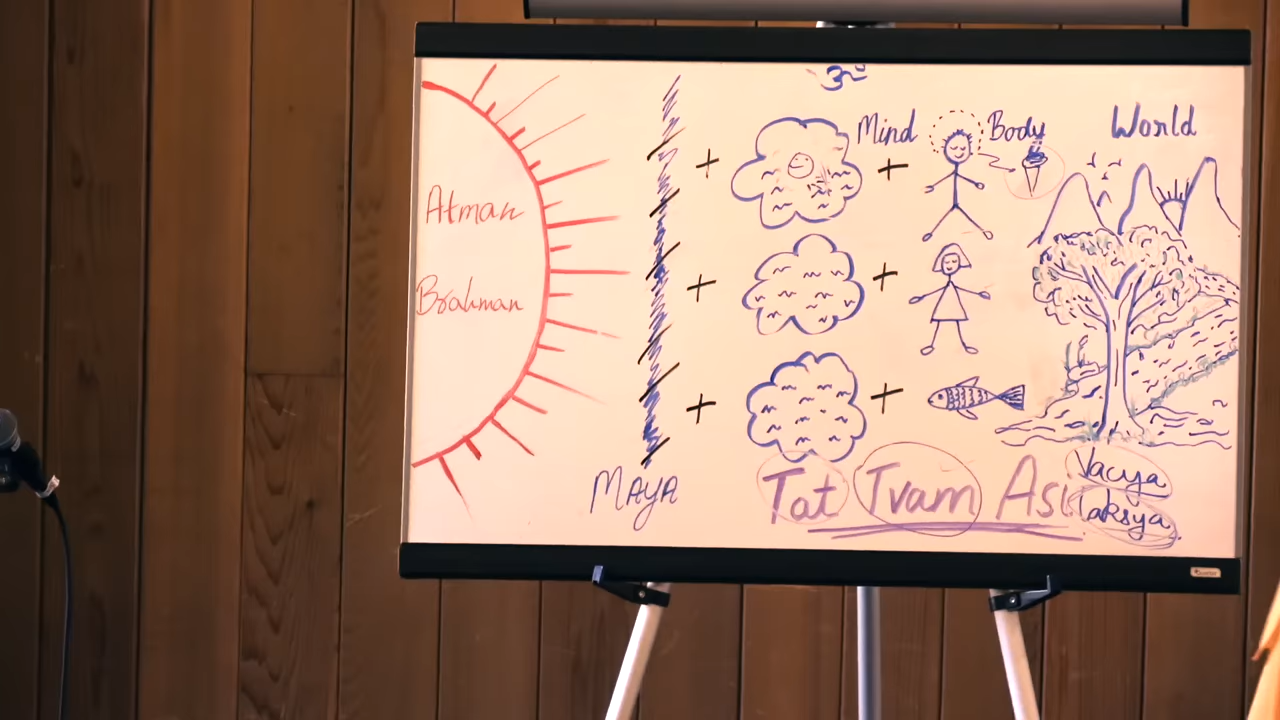 Atman
Brahman
MAYA
Mind
Body
World
Tat Tvam Asi
Vacya
Laksya